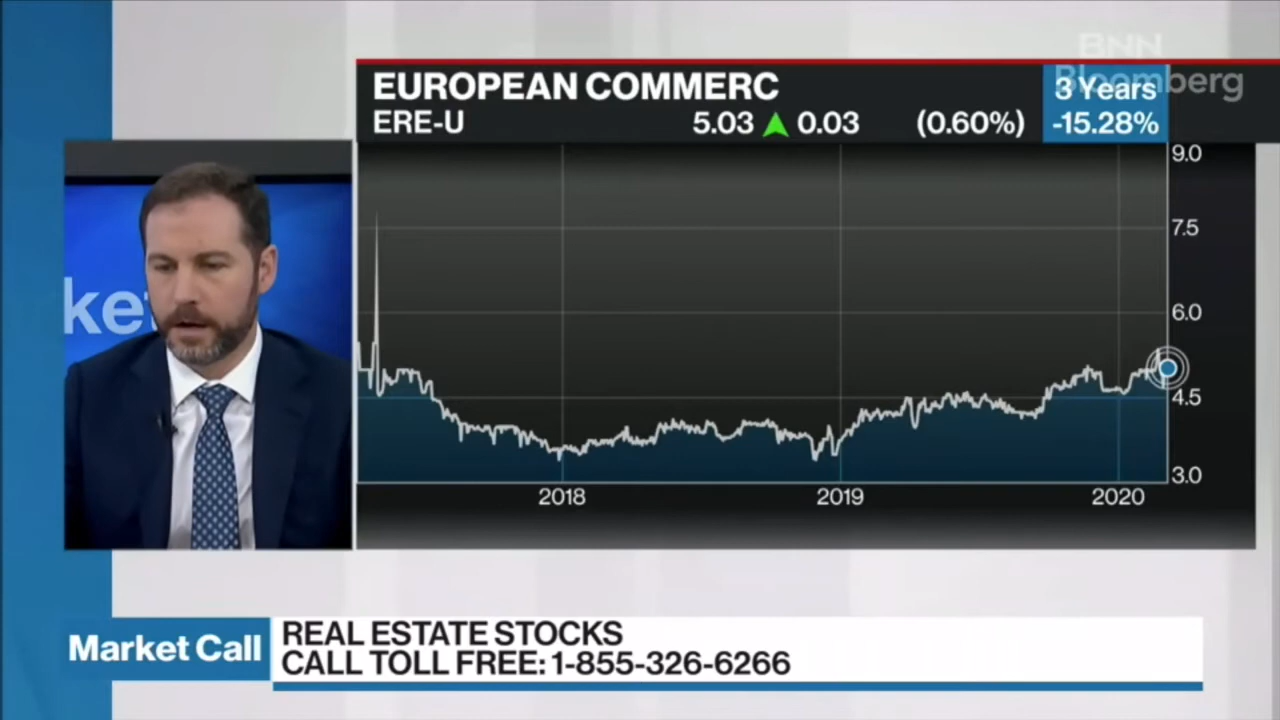 BNN
Bloomberg
EUROPEAN COMMERC
3 Years
ERE-U
5.03 ▲ 0.03 (0.60%)
-15.28%
9.0
7.5
6.0
4.5
3.0
2018 2019 2020
ket
Market Call
REAL ESTATE STOCKS
CALL TOLL FREE: 1-855-326-6266